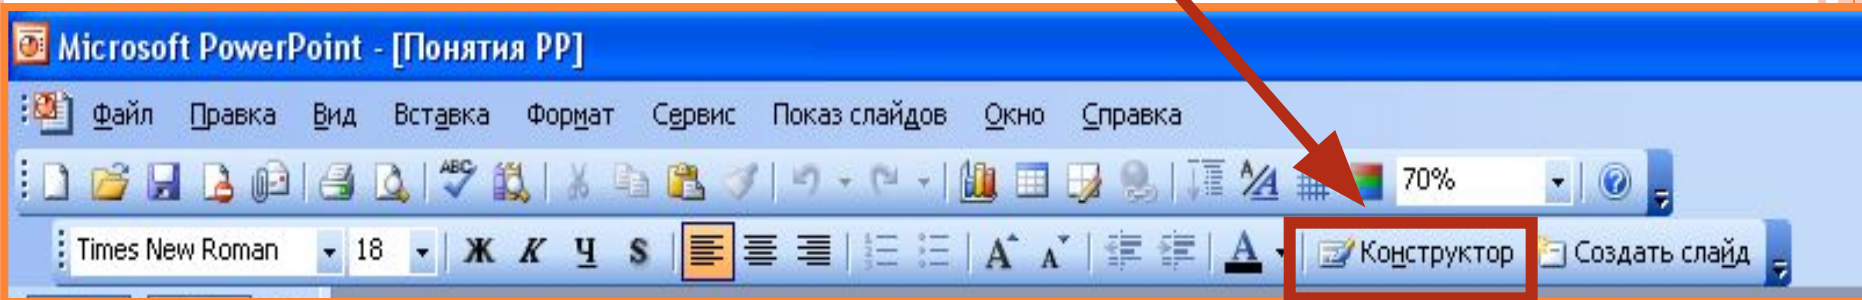 Microsoft PowerPoint - [Понятия PP]
Файл Правка Вид Вставка Формат Сервис Показ слайдов Окно Справка
ABC A/A 70% ?
Times New Roman 18 Ж К Ч S A A A Конструктор Создать слайд